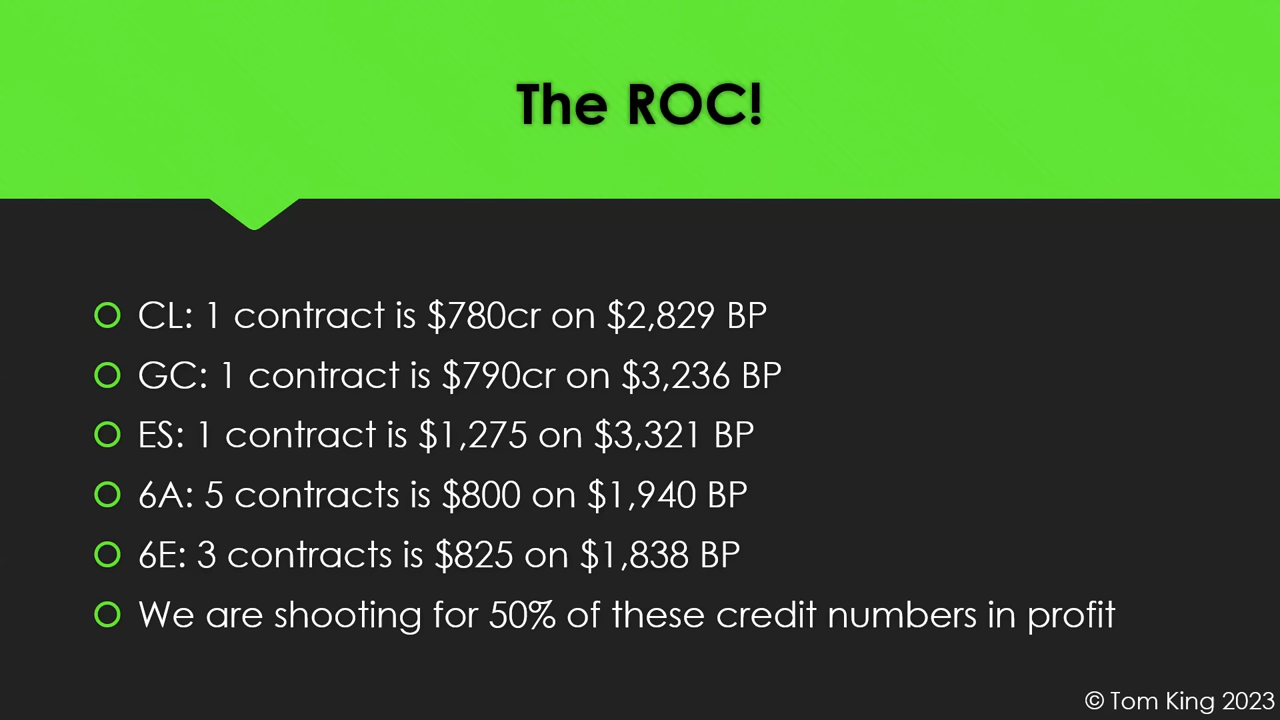 The ROC!
CL: 1 contract is $780cr on $2,829 BP
GC: 1 contract is $790cr on $3,236 BP
ES: 1 contract is $1,275 on $3,321 BP
6A: 5 contracts is $800 on $1,940 BP
6E: 3 contracts is $825 on $1,838 BP
We are shooting for 50% of these credit numbers in profit
© Tom King 2023